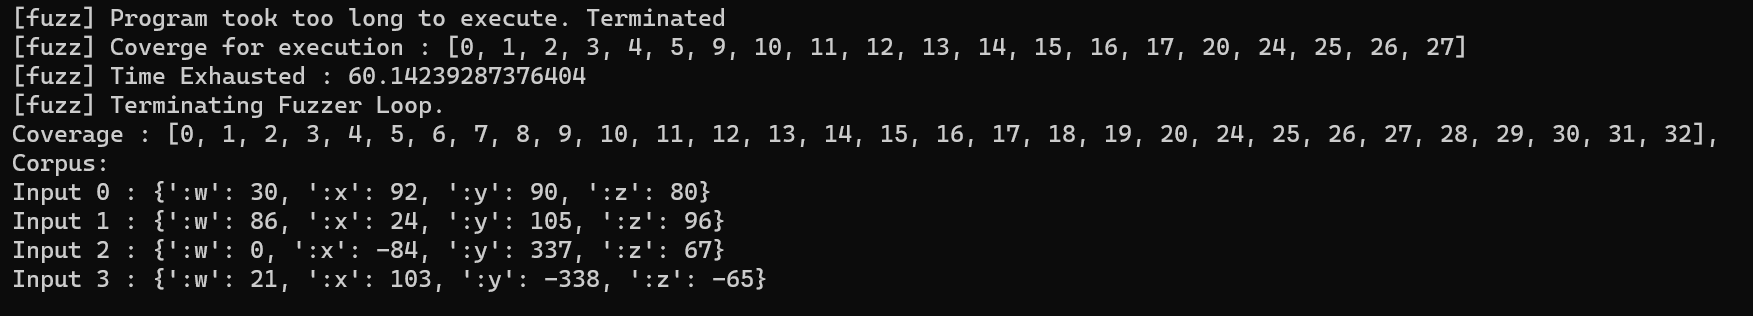 [fuzz] Program took too long to execute. Terminated
[fuzz] Coverge for execution : [0, 1, 2, 3, 4, 5, 9, 10, 11, 12, 13, 14, 15, 16, 17, 20, 24, 25, 26, 27]
[fuzz] Time Exhausted : 60.14239287376404
[fuzz] Terminating Fuzzer Loop.
Coverage : [0, 1, 2, 3, 4, 5, 6, 7, 8, 9, 10, 11, 12, 13, 14, 15, 16, 17, 18, 19, 20, 24, 25, 26, 27, 28, 29, 30, 31, 32],
Corpus:
Input 0 : {':w': 30, ':x': 92, ':y': 90, ':z': 80}
Input 1 : {':w': 86, ':x': 24, ':y': 105, ':z': 96}
Input 2 : {':w': 0, ':x': -84, ':y': 337, ':z': 67}
Input 3 : {':w': 21, ':x': 103, ':y': -338, ':z': -65}